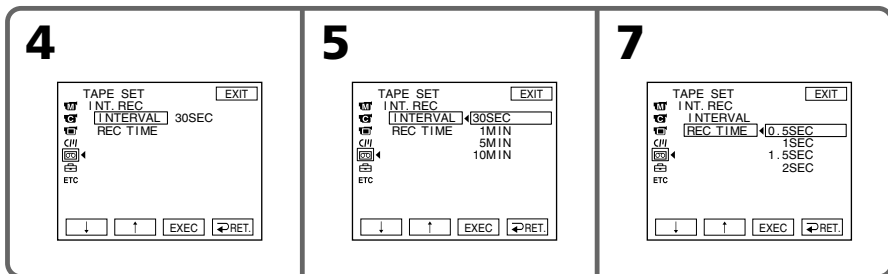 4
TAPE SET EXIT
INT. REC
INTERVAL 30SEC
REC TIME
ETC
↓ ↑ EXEC RET.
5
TAPE SET EXIT
INT. REC
INTERVAL 30SEC
REC TIME 1MIN
5MIN
10MIN
ETC
↓ ↑ EXEC RET.
7
TAPE SET EXIT
INT. REC
INTERVAL
REC TIME 0.5SEC
1SEC
1.5SEC
2SEC
ETC
↓ ↑ EXEC RET.